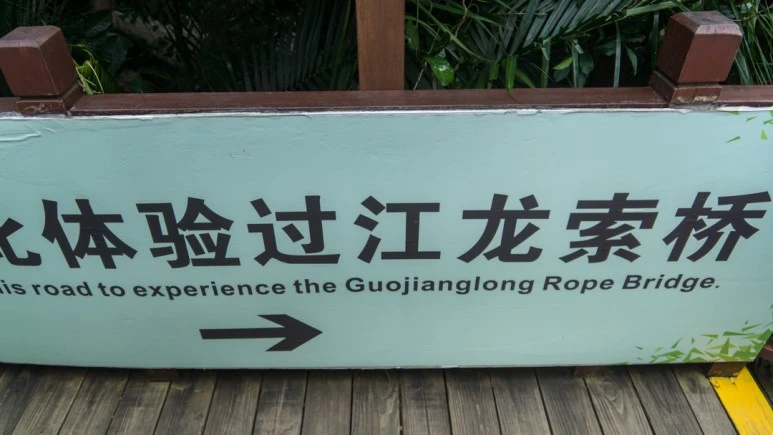 体验过江龙索桥
road to experience the Guojianglong Rope Bridge.